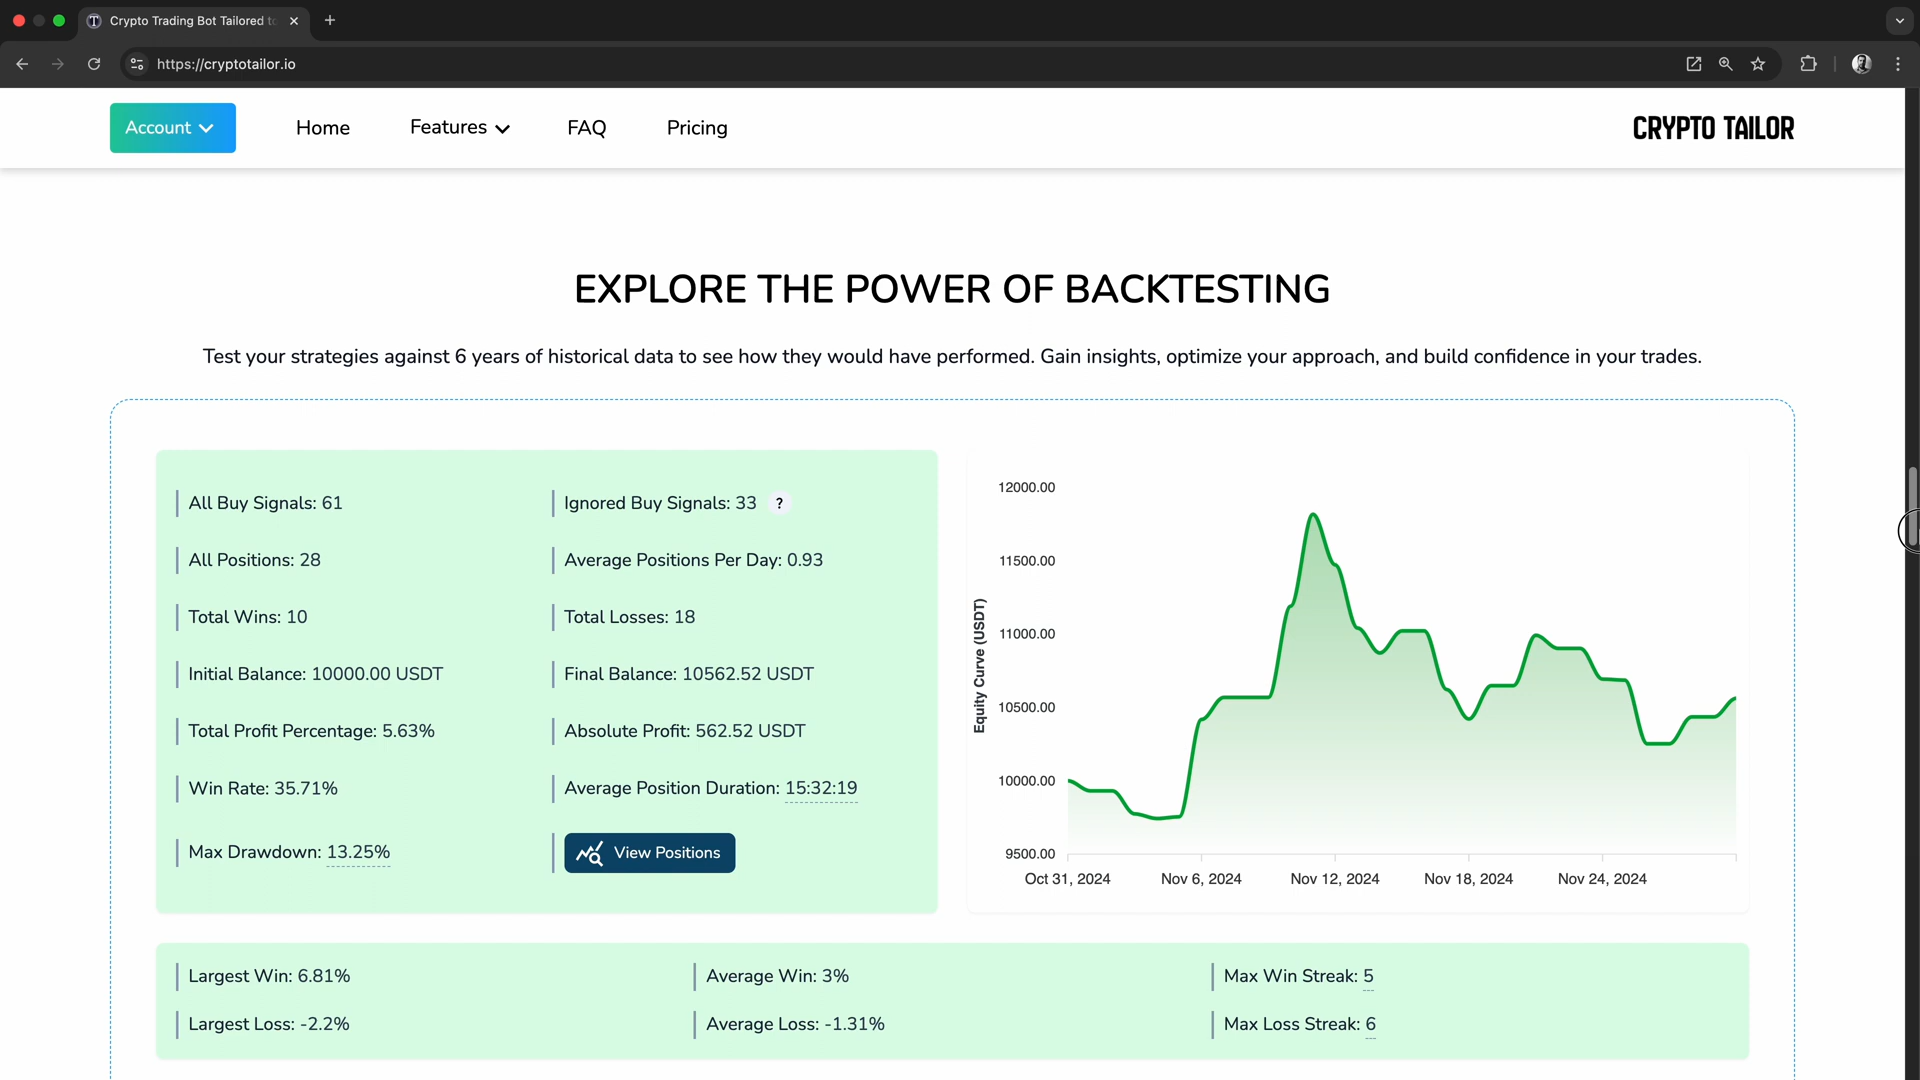 Crypto Trading Bot Tailored to
https://cryptotailor.io
Account
Home
Features
FAQ
Pricing
CRYPTO TAILOR
EXPLORE THE POWER OF BACKTESTING
Test your strategies against 6 years of historical data to see how they would have performed. Gain insights, optimize your approach, and build confidence in your trades.
All Buy Signals: 61
Ignored Buy Signals: 33 ?
All Positions: 28
Average Positions Per Day: 0.93
Total Wins: 10
Total Losses: 18
Initial Balance: 10000.00 USDT
Final Balance: 10562.52 USDT
Total Profit Percentage: 5.63%
Absolute Profit: 562.52 USDT
Win Rate: 35.71%
Average Position Duration: 15:32:19
Max Drawdown: 13.25%
View Positions
Equity Curve (USDT)
12000.00
11500.00
11000.00
10500.00
10000.00
9500.00
Oct 31, 2024
Nov 6, 2024
Nov 12, 2024
Nov 18, 2024
Nov 24, 2024
Largest Win: 6.81%
Average Win: 3%
Max Win Streak: 5
Largest Loss: -2.2%
Average Loss: -1.31%
Max Loss Streak: 6